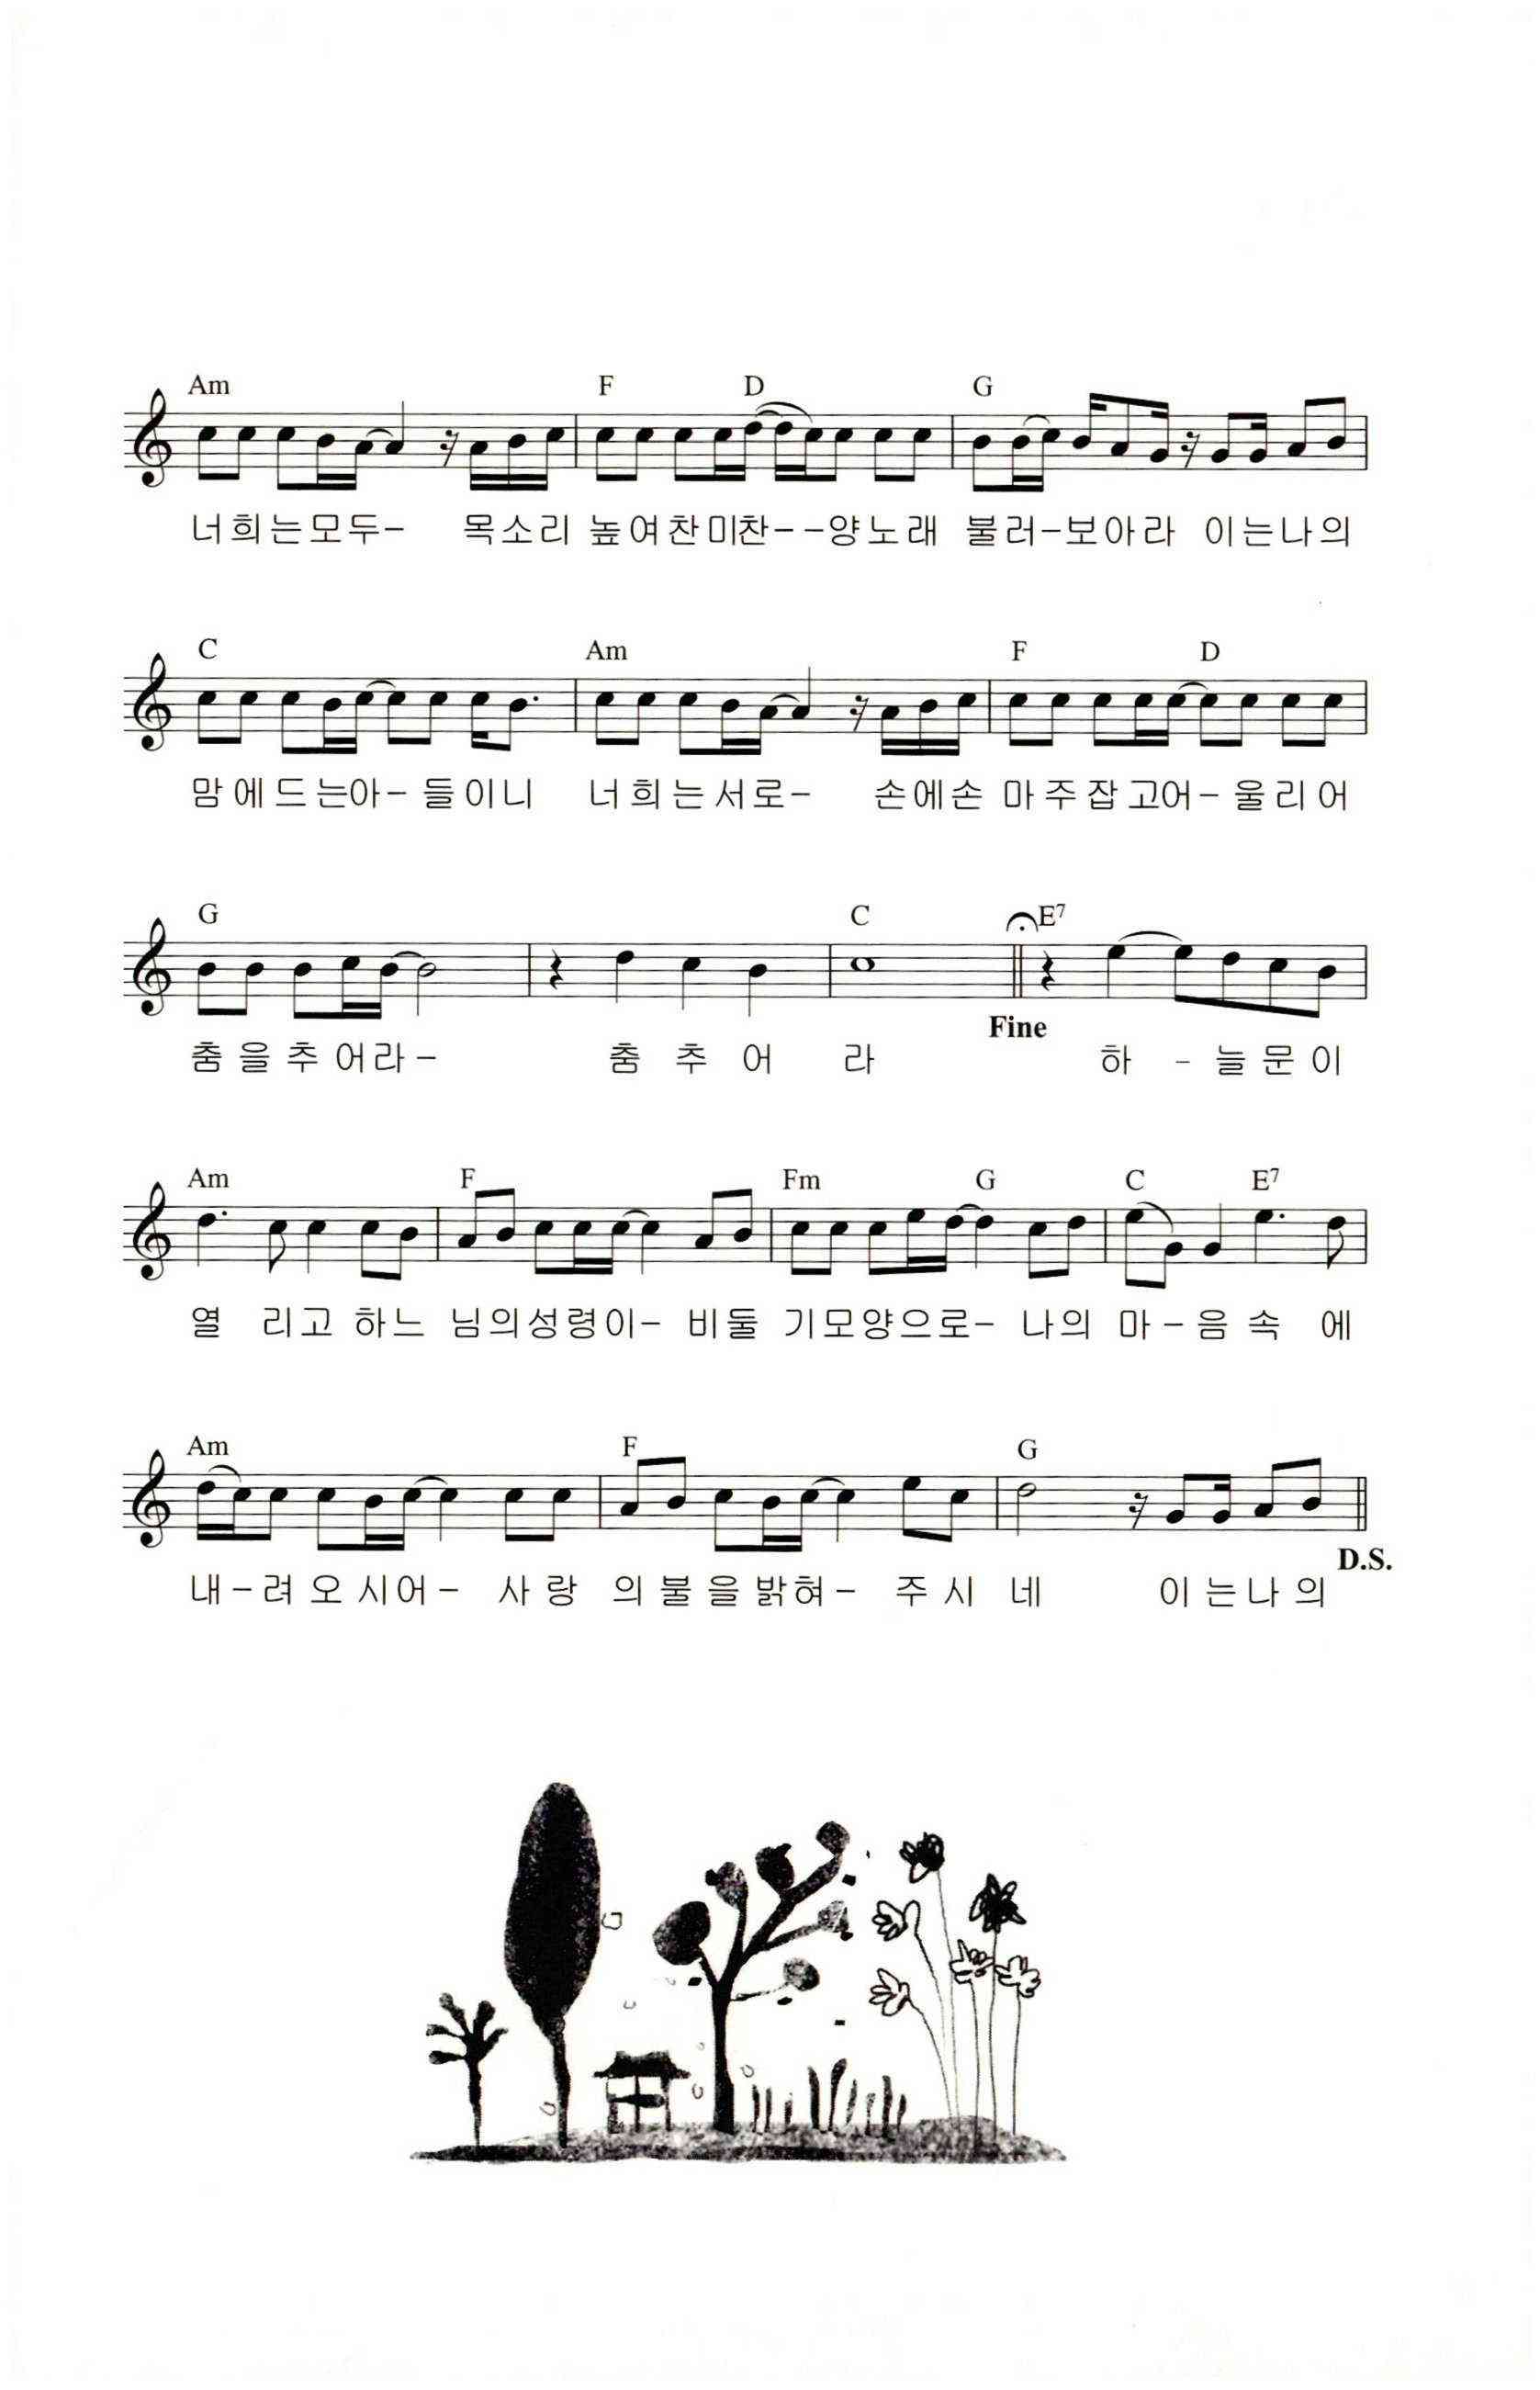 Am F D G
너희는모두- 목소리 높여찬미찬--양노래 불러-보아라 이는나의
C Am F D
맘에드는아-들이니 너희는서로- 손에손 마주잡고어-울리어
G C E7
Fine
춤을추어라- 춤추어 라 하-늘문이
Am F Fm G C E7
열 리고 하느 님의성령이- 비둘 기모양으로- 나의 마-음속 에
Am F G
D.S.
내-려오시어- 사랑 의불을밝혀- 주시 네 이는나의